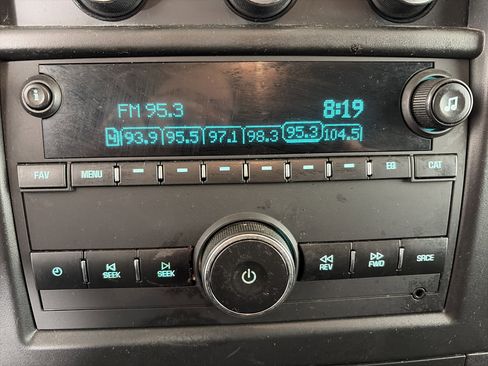 FM 95.3 8:19
93.9 95.5 97.1 98.3 95.3 104.5
FAV MENU EQ CAT
SEEK SEEK REV FWD SRCE